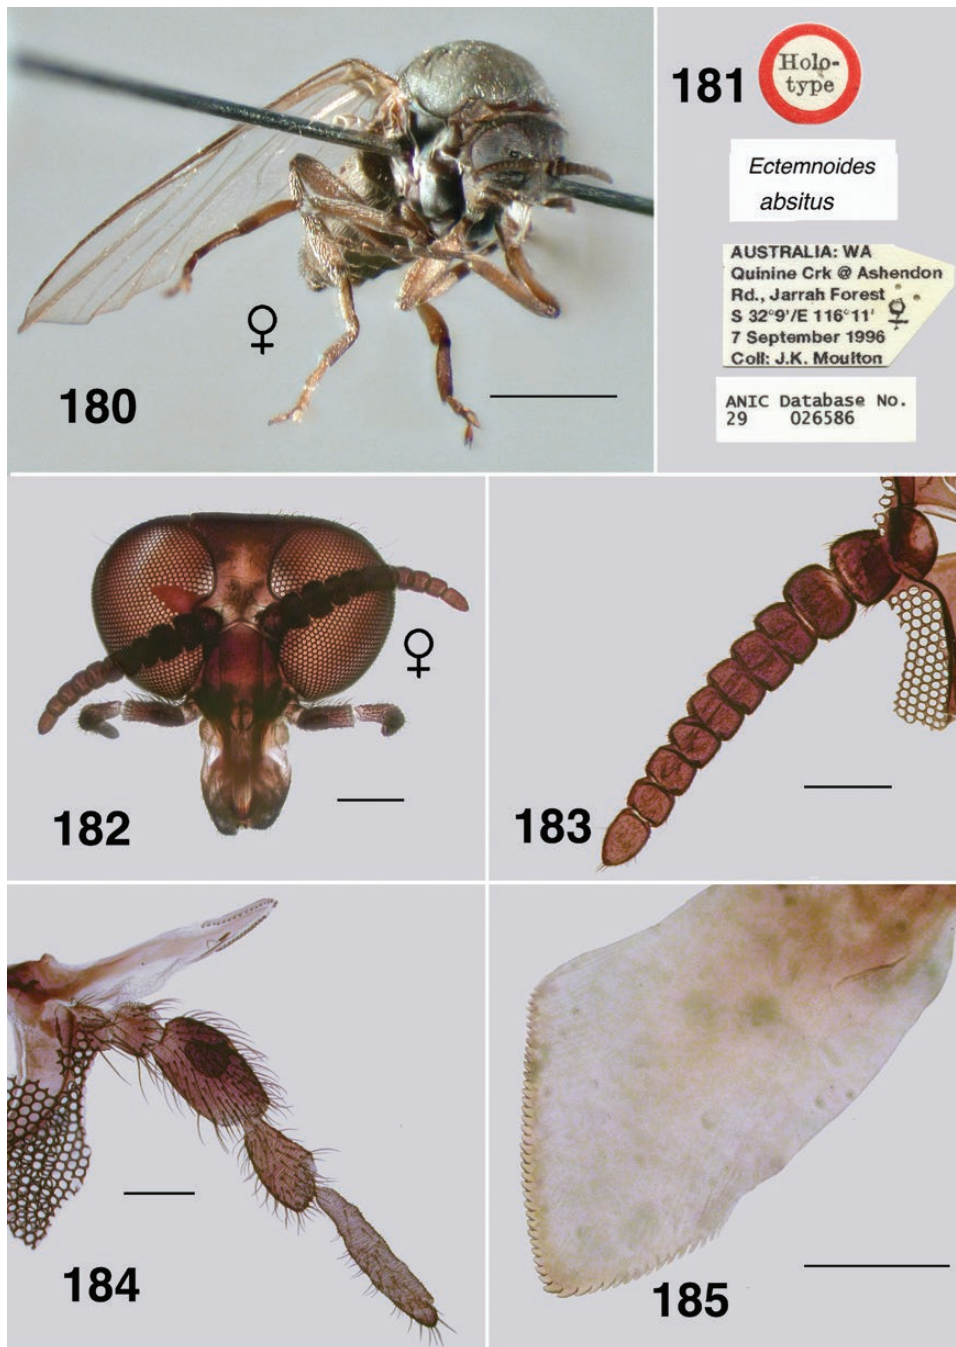 180
♀
181
Holo-
type
Ectemnoides
absitus
AUSTRALIA: WA
Quinine Crk @ Ashendon
Rd., Jarrah Forest
S 32°9'/E 116°11' ♀
7 September 1996
Coll: J.K. Moulton
ANIC Database No.
29 026586
182
♀
183
184
185